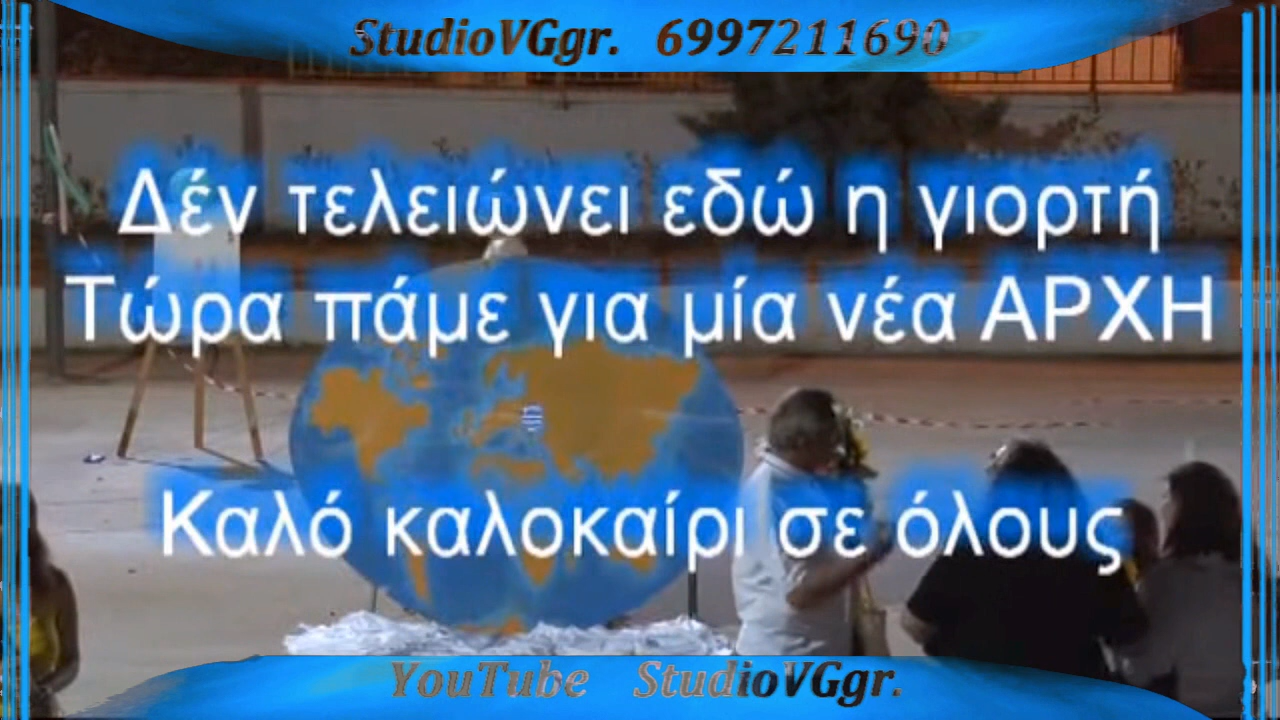 StudioVGgr. 6997211690
Δέν τελειώνει εδώ η γιορτή
Τώρα πάμε για μία νέα ΑΡΧΗ
Καλό καλοκαίρι σε όλους
YouTube StudioVGgr.